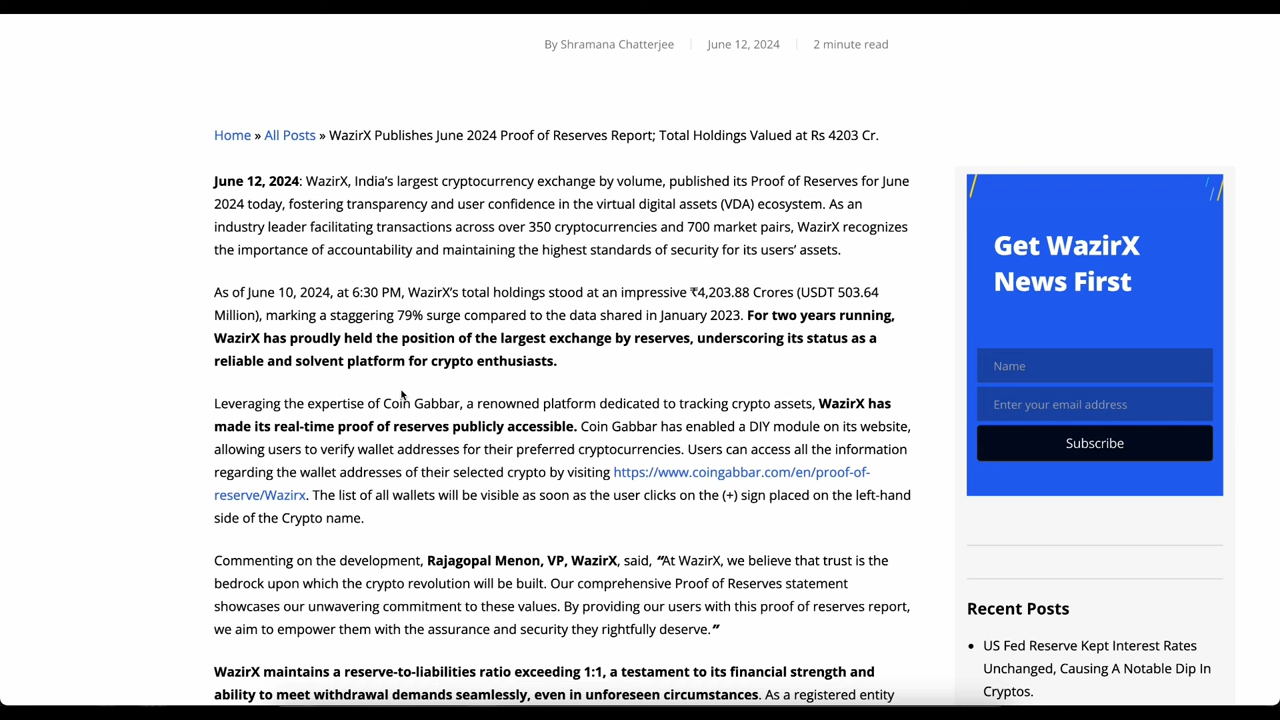 By Shramana Chatterjee
June 12, 2024
2 minute read
Home » All Posts » WazirX Publishes June 2024 Proof of Reserves Report; Total Holdings Valued at Rs 4203 Cr.
June 12, 2024: WazirX, India’s largest cryptocurrency exchange by volume, published its Proof of Reserves for June
2024 today, fostering transparency and user confidence in the virtual digital assets (VDA) ecosystem. As an
industry leader facilitating transactions across over 350 cryptocurrencies and 700 market pairs, WazirX recognizes
the importance of accountability and maintaining the highest standards of security for its users’ assets.
As of June 10, 2024, at 6:30 PM, WazirX’s total holdings stood at an impressive ₹4,203.88 Crores (USDT 503.64
Million), marking a staggering 79% surge compared to the data shared in January 2023. For two years running,
WazirX has proudly held the position of the largest exchange by reserves, underscoring its status as a
reliable and solvent platform for crypto enthusiasts.
Leveraging the expertise of Coin Gabbar, a renowned platform dedicated to tracking crypto assets, WazirX has
made its real-time proof of reserves publicly accessible. Coin Gabbar has enabled a DIY module on its website,
allowing users to verify wallet addresses for their preferred cryptocurrencies. Users can access all the information
regarding the wallet addresses of their selected crypto by visiting https://www.coingabbar.com/en/proof-of-
reserve/Wazirx. The list of all wallets will be visible as soon as the user clicks on the (+) sign placed on the left-hand
side of the Crypto name.
Commenting on the development, Rajagopal Menon, VP, WazirX, said, “At WazirX, we believe that trust is the
bedrock upon which the crypto revolution will be built. Our comprehensive Proof of Reserves statement
showcases our unwavering commitment to these values. By providing our users with this proof of reserves report,
we aim to empower them with the assurance and security they rightfully deserve.”
WazirX maintains a reserve-to-liabilities ratio exceeding 1:1, a testament to its financial strength and
ability to meet withdrawal demands seamlessly, even in unforeseen circumstances. As a registered entity
Get WazirX
News First
Name
Enter your email address
Subscribe
Recent Posts
US Fed Reserve Kept Interest Rates
Unchanged, Causing A Notable Dip In
Cryptos.